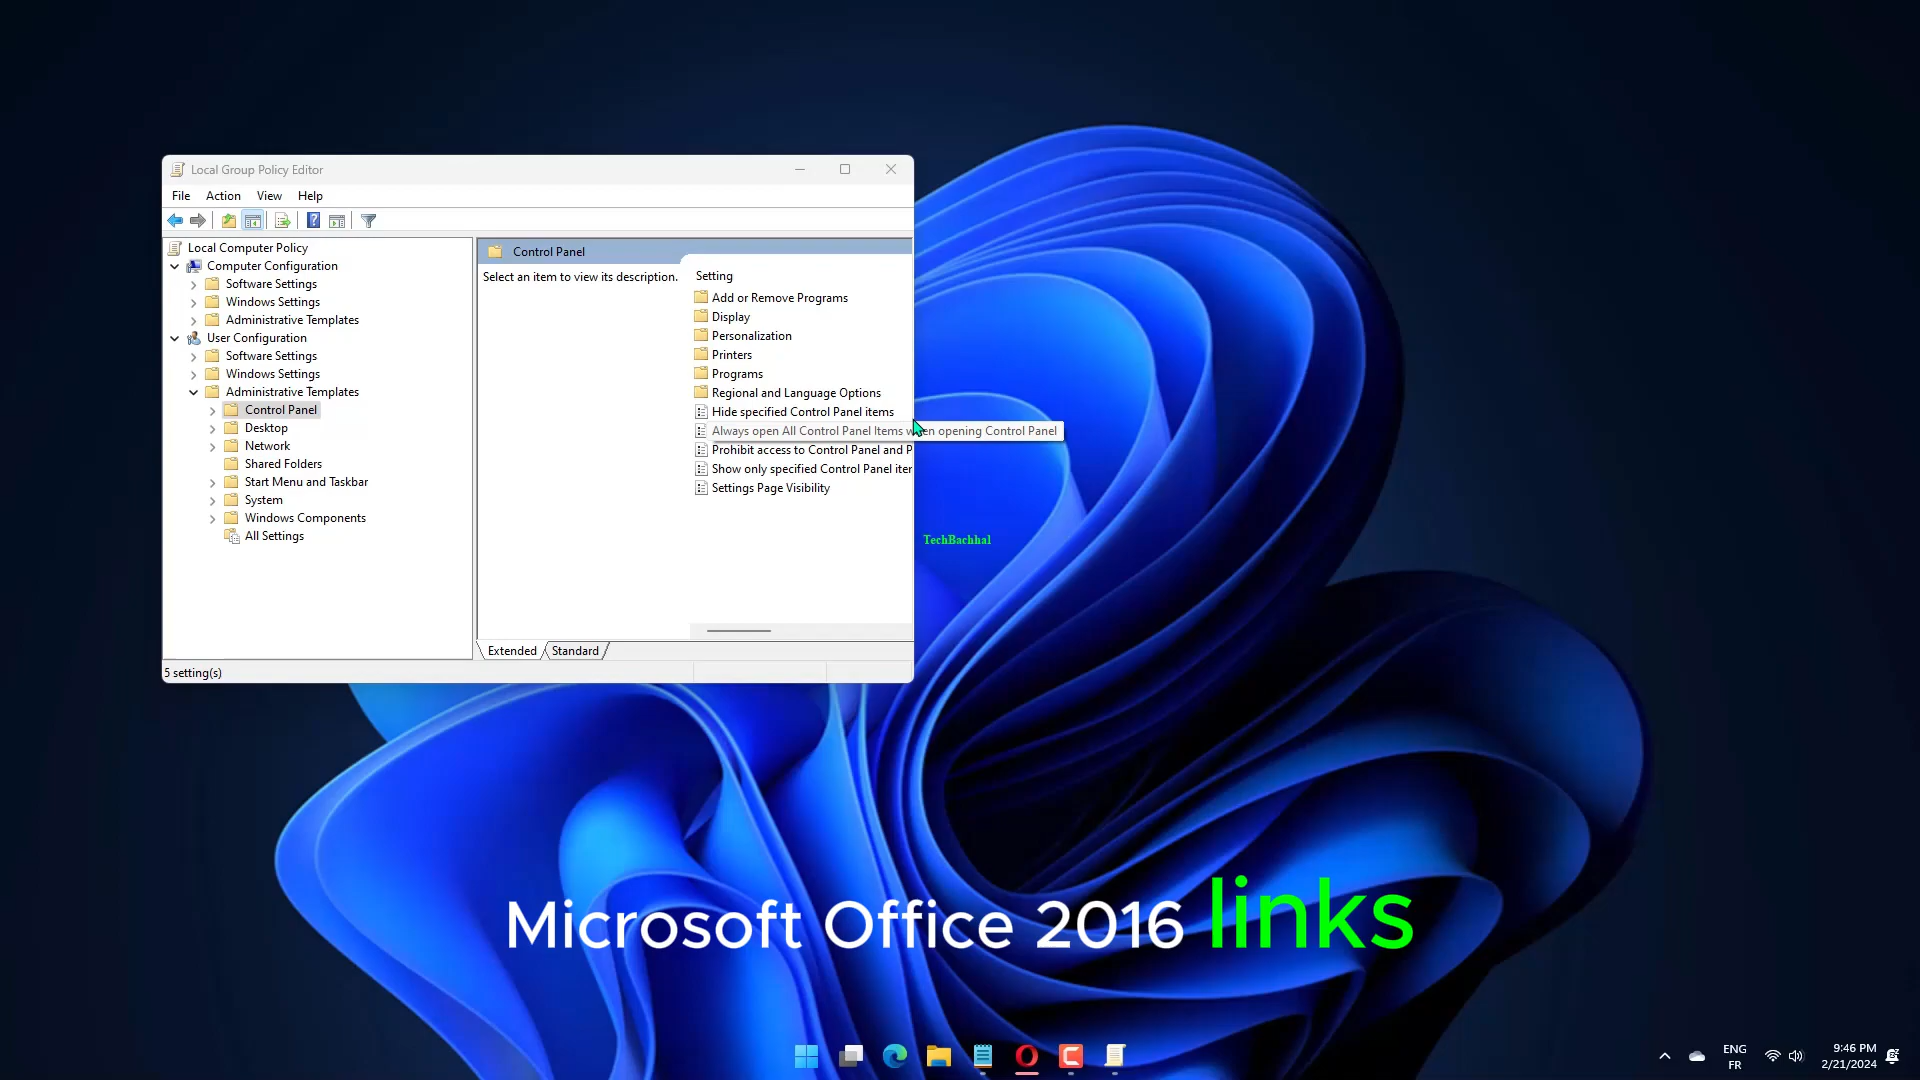 Local Group Policy Editor
File Action View Help
Local Computer Policy
Computer Configuration
Software Settings
Windows Settings
Administrative Templates
User Configuration
Software Settings
Windows Settings
Administrative Templates
Control Panel
Desktop
Network
Shared Folders
Start Menu and Taskbar
System
Windows Components
All Settings
Control Panel
Select an item to view its description.
Setting
Add or Remove Programs
Display
Personalization
Printers
Programs
Regional and Language Options
Hide specified Control Panel items
Always open All Control Panel Items when opening Control Panel
Prohibit access to Control Panel and P
Show only specified Control Panel iter
Settings Page Visibility
Extended Standard
5 setting(s)
TechBachhal
Microsoft Office 2016 links
ENG
FR
9:46 PM
2/21/2024